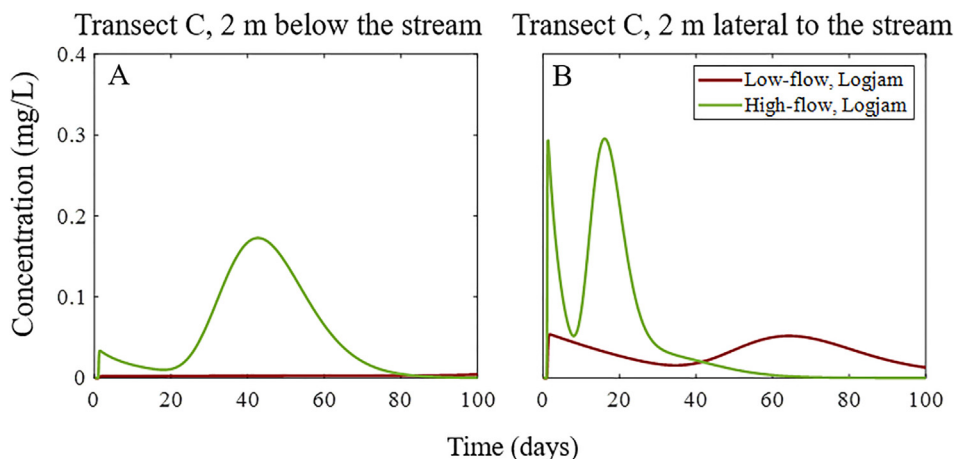 Transect C, 2 m below the stream
Transect C, 2 m lateral to the stream
Concentration (mg/L)
0.4
0.3
0.2
0.1
0
A
0 20 40 60 80 100
B
Low-flow, Logjam
High-flow, Logjam
0 20 40 60 80 100
Time (days)